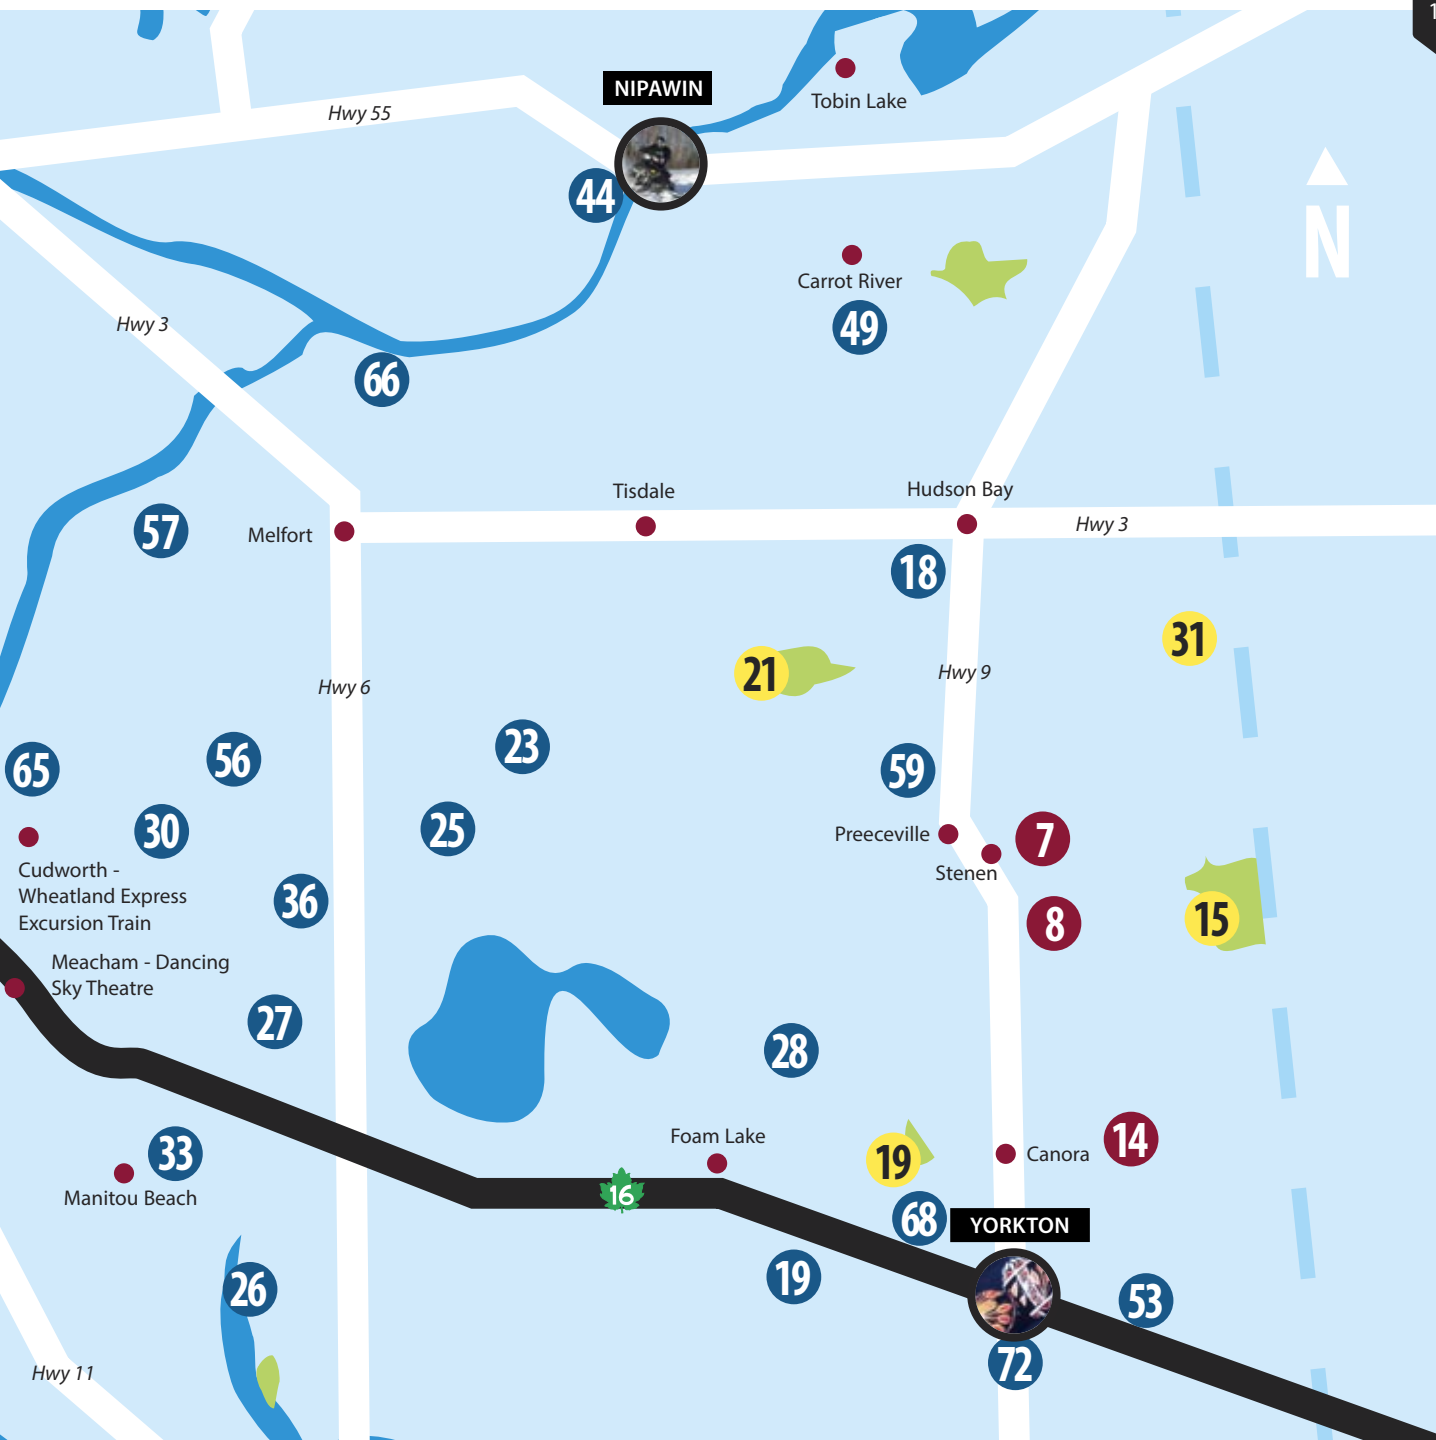 1
NIPAWIN
Tobin Lake
Hwy 55
44
N
Carrot River
49
Hwy 3
66
Tisdale
Hudson Bay
Hwy 3
57
Melfort
18
31
21
Hwy 9
Hwy 6
23
56
65
59
30
25
Preeceville
7
Stenen
Cudworth -
Wheatland Express
Excursion Train
36
8
15
Meacham - Dancing
Sky Theatre
27
28
Foam Lake
33
19
Canora
14
Manitou Beach
16
68
YORKTON
26
19
53
72
Hwy 11